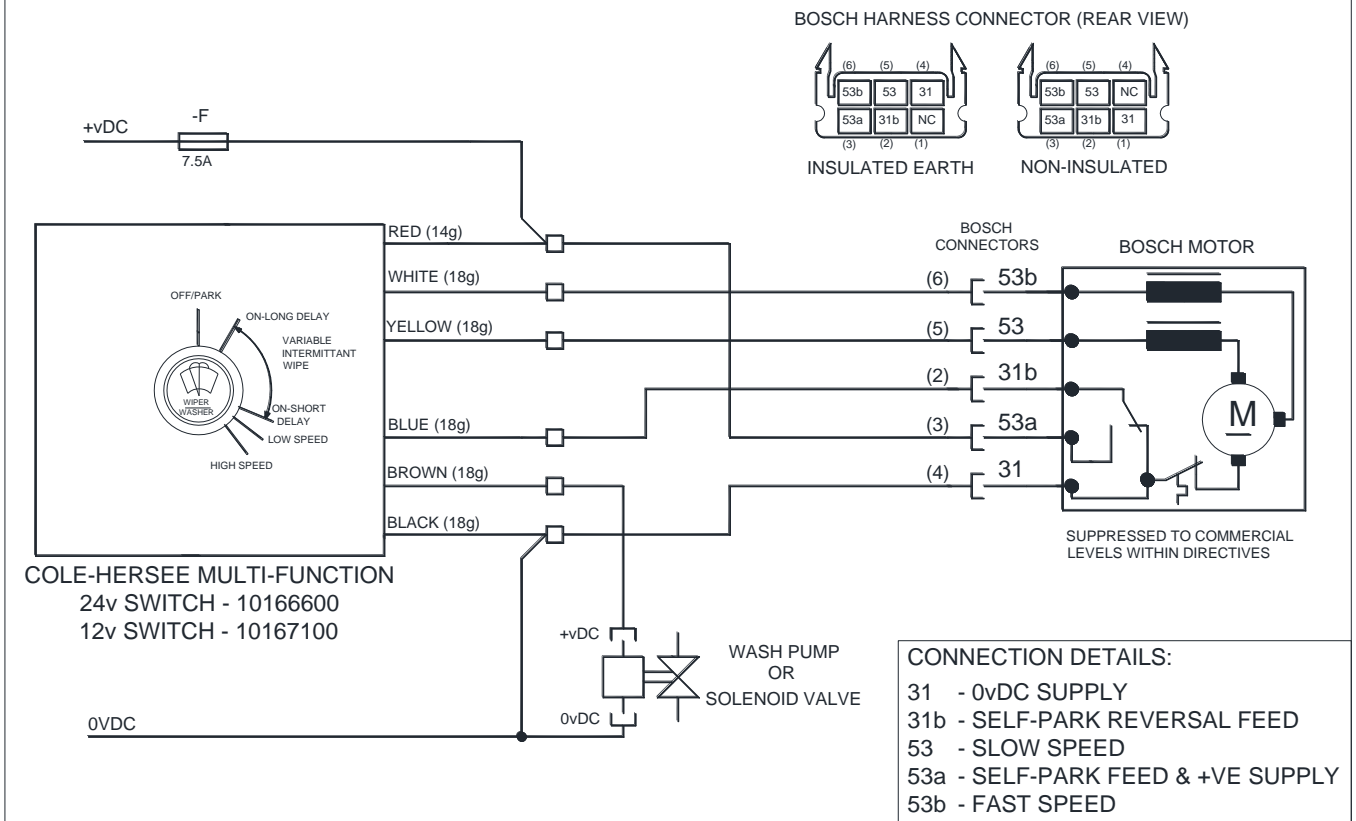 BOSCH HARNESS CONNECTOR (REAR VIEW)
(6) (5) (4)
53b 53 31
53a 31b NC
(3) (2) (1)
INSULATED EARTH
(6) (5) (4)
53b 53 NC
53a 31b 31
(3) (2) (1)
NON-INSULATED
+vDC
-F
7.5A
RED (14g)
WHITE (18g)
YELLOW (18g)
BLUE (18g)
BROWN (18g)
BLACK (18g)
OFF/PARK
ON-LONG DELAY
VARIABLE
INTERMITTANT
WIPE
WIPER
WASHER
ON-SHORT
DELAY
LOW SPEED
HIGH SPEED
COLE-HERSEE MULTI-FUNCTION
24v SWITCH - 10166600
12v SWITCH - 10167100
BOSCH
CONNECTORS
(6) 53b
(5) 53
(2) 31b
(3) 53a
(4) 31
BOSCH MOTOR
M
SUPPRESSED TO COMMERCIAL
LEVELS WITHIN DIRECTIVES
+vDC
0vDC
WASH PUMP
OR
SOLENOID VALVE
0VDC
CONNECTION DETAILS:
31 - 0vDC SUPPLY
31b - SELF-PARK REVERSAL FEED
53 - SLOW SPEED
53a - SELF-PARK FEED & +VE SUPPLY
53b - FAST SPEED